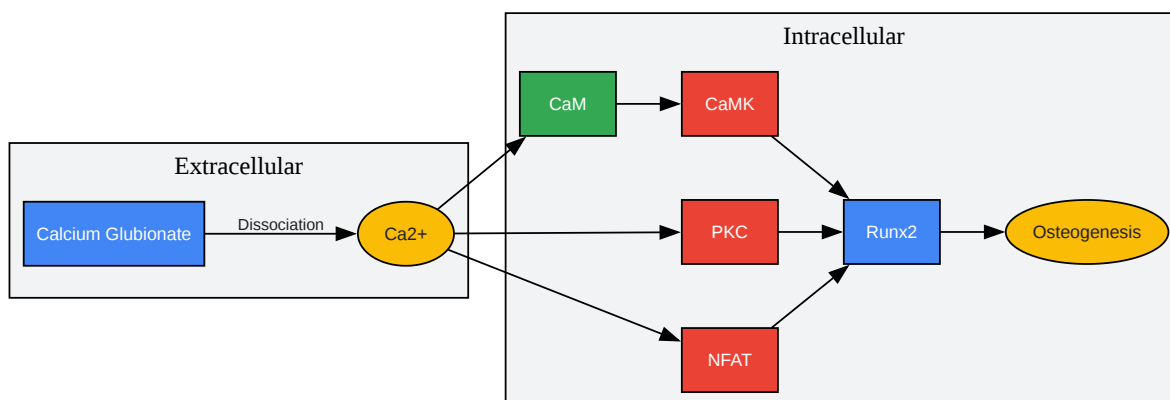 Intracellular
CaM
CaMK
Extracellular
Calcium Glubionate
Dissociation
Ca2+
PKC
Runx2
Osteogenesis
NFAT